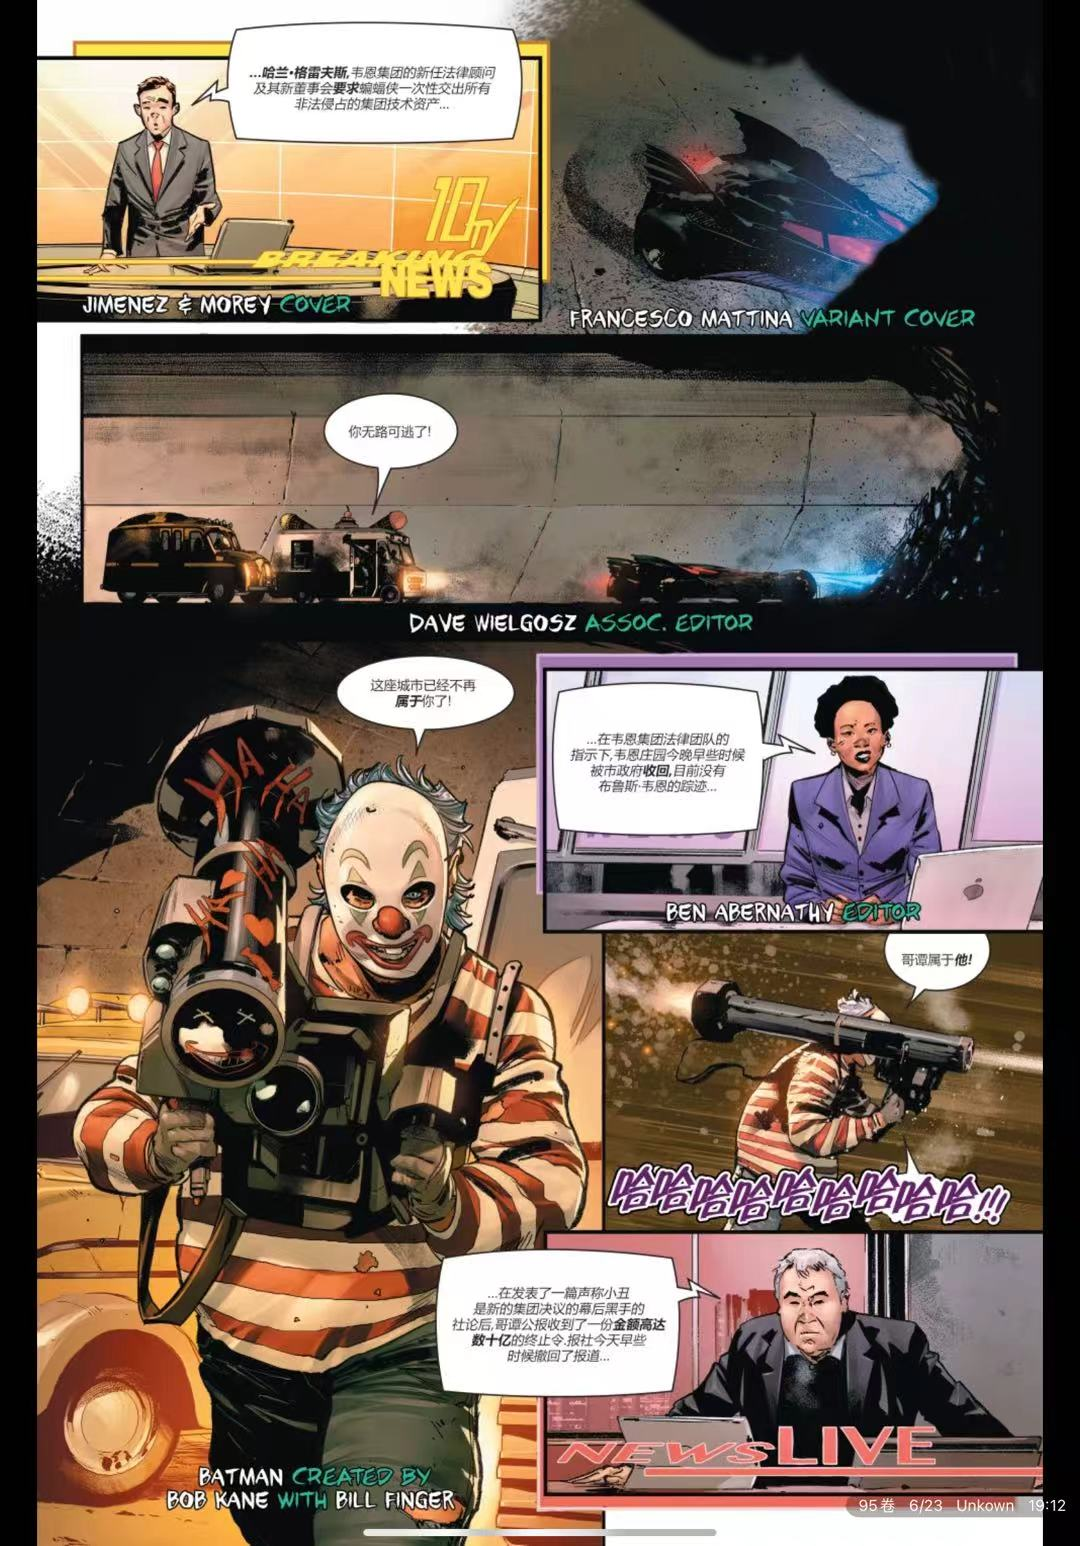 ...哈兰·格雷夫斯,韦恩集团的新任法律顾问
及其新董事会要求蝙蝠侠一次性交出所有
非法侵占的集团技术资产...
10tv
BREAKING
NEWS
JIMENEZ & MOREY COVER
FRANCESCO MATTINA VARIANT COVER
你无路可逃了!
DAVE WIELGOSZ ASSOC. EDITOR
这座城市已经不再
属于你了!
HA HA
HA HA
...在韦恩集团法律团队的
指示下,韦恩庄园今晚早些时候
被市政府收回,目前没有
布鲁斯·韦恩的踪迹...
BEN ABERNATHY EDITOR
哥谭属于他!
哈哈哈哈哈哈哈哈哈!!!
...在发表了一篇声称小丑
是新的集团决议的幕后黑手的
社论后,哥谭公报收到了一份金额高达
数十亿的终止令.报社今天早些
时候撤回了报道...
NEWSLIVE
BATMAN CREATED BY
BOB KANE WITH BILL FINGER
95卷 6/23 Unkown 19:12